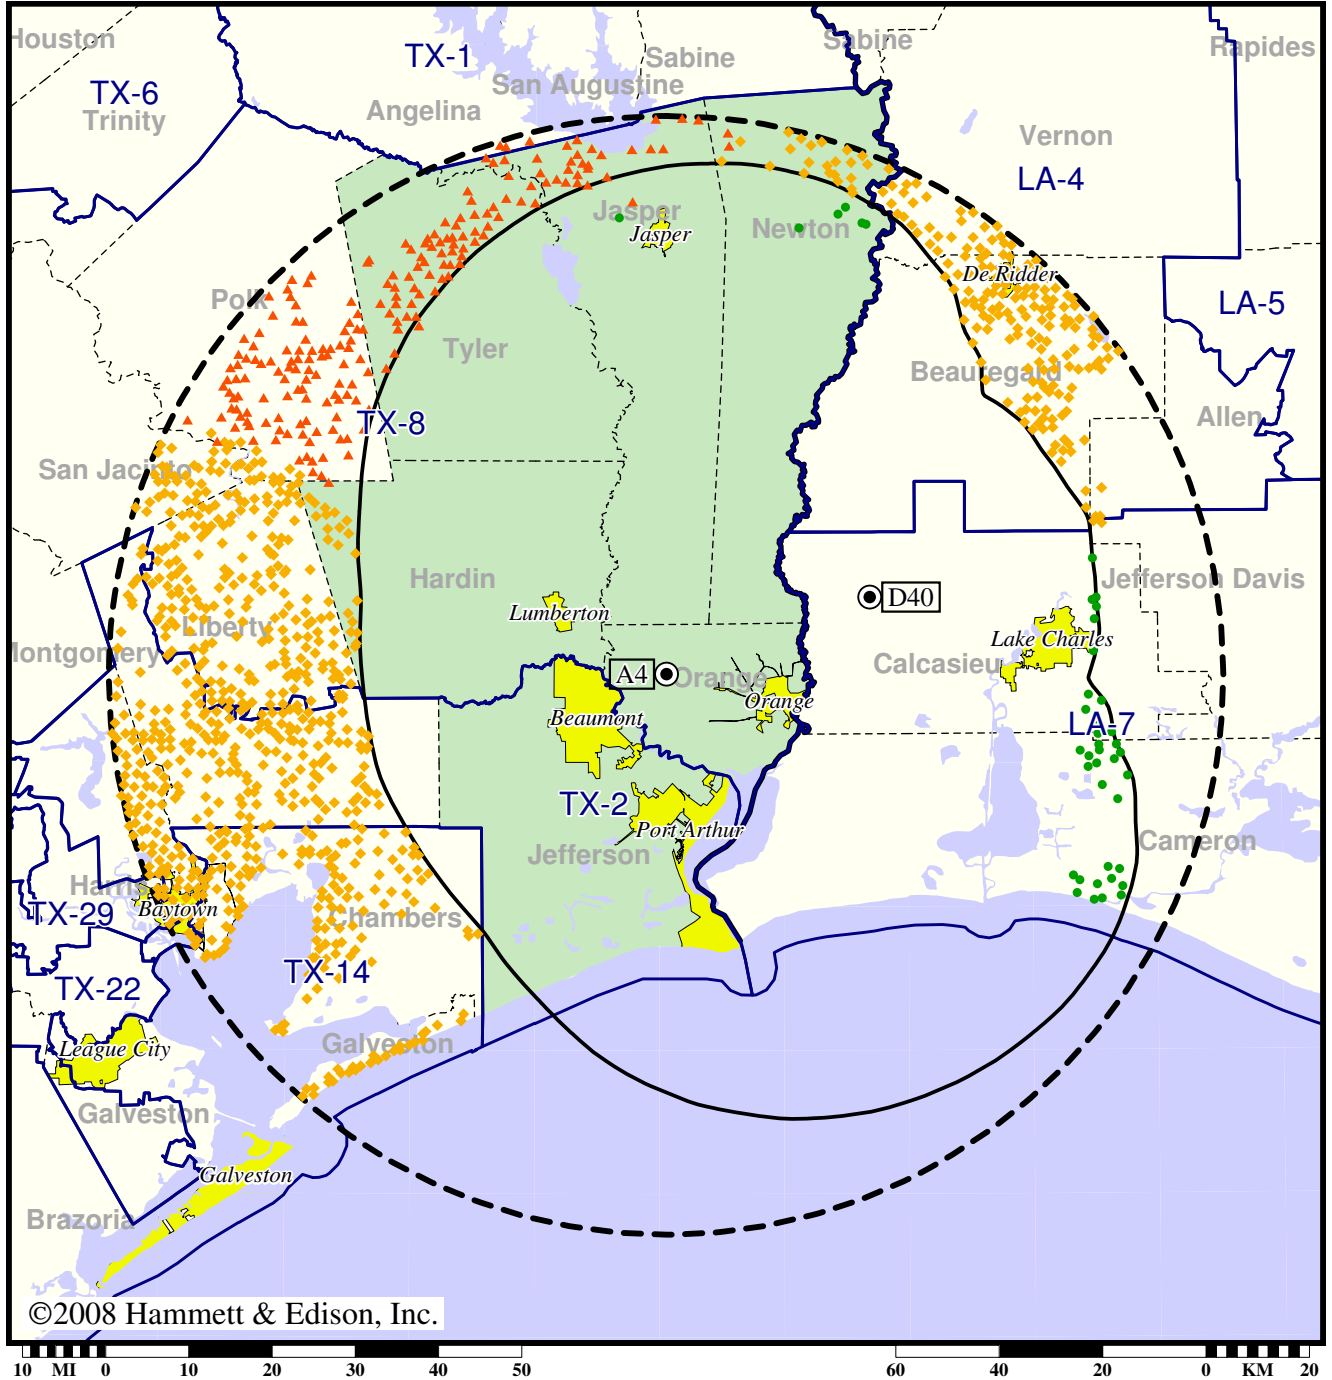 Houston
TX-1
Sabine
Sabine
Rapides
TX-6
San Augustine
Trinity
Angelina
Vernon
LA-4
Jasper
Jasper
Newton
De Ridder
Polk
LA-5
Tyler
Beauregard
TX-8
Allen
San Jacinto
Hardin
Jefferson Davis
D40
Lumberton
Liberty
Lake Charles
Montgomery
Calcasieu
A4
Orange
Orange
Beaumont
LA-7
TX-2
Port Arthur
Cameron
Jefferson
Harris
Baytown
TX-29
Chambers
TX-14
TX-22
League City
Galveston
Galveston
Galveston
Brazoria
©2008 Hammett & Edison, Inc.
10 MI 0 10 20 30 40 50 60 40 20 0 KM 20